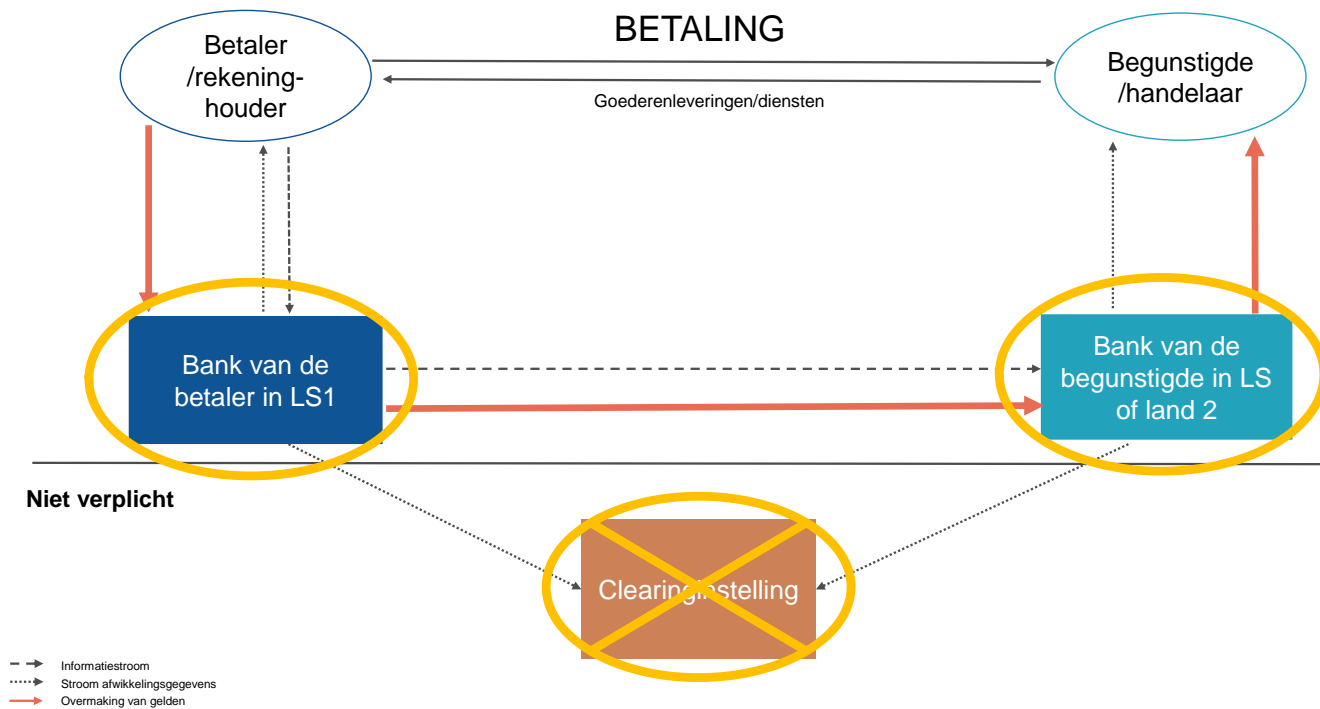 BETALING
Betaler
/rekening-
houder
Begunstigde
/handelaar
Goederenleveringen/diensten
Bank van de
betaler in LS1
Bank van de
begunstigde in LS
of land 2
Niet verplicht
Clearinginstelling
Informatiestroom
Stroom afwikkelingsgegevens
Overmaking van gelden